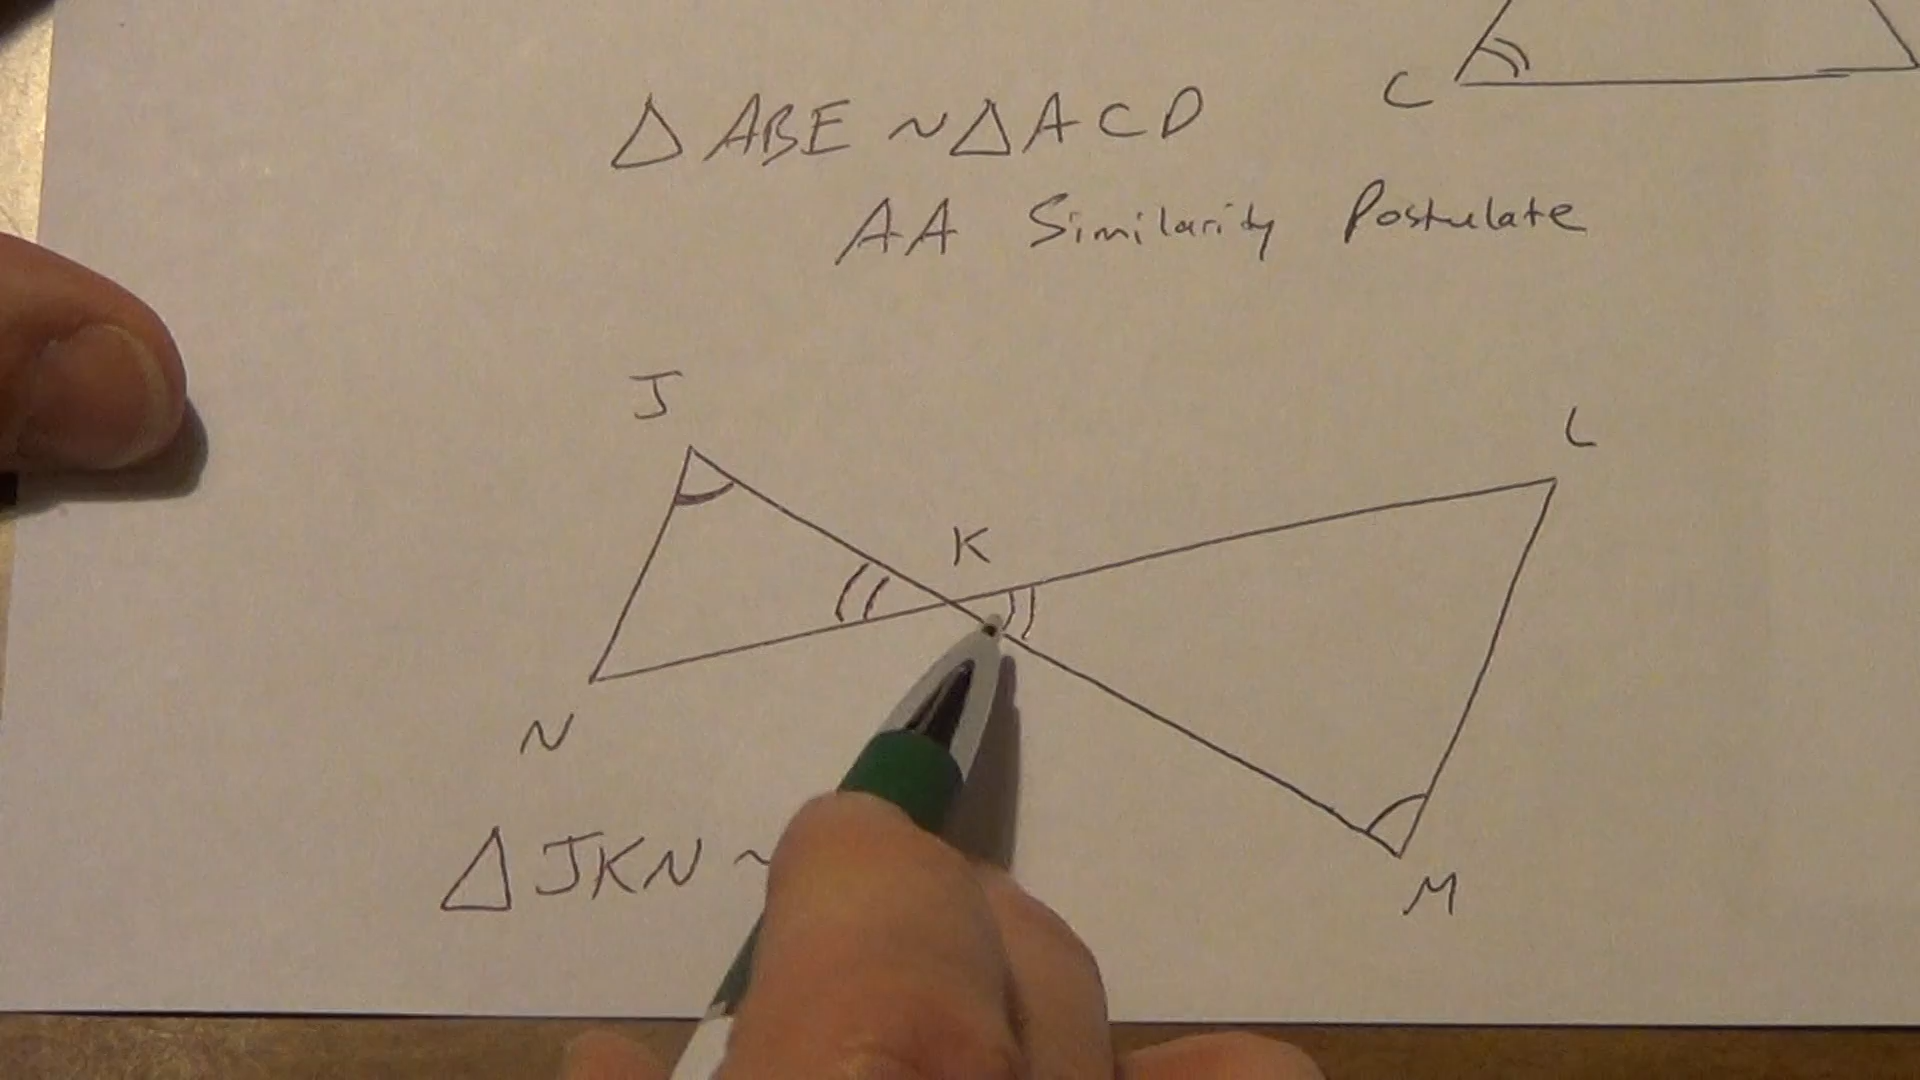 C
△ ABE ~ △ ACD
AA Similarity Postulate
J
L
K
N
△ JKN ~
M